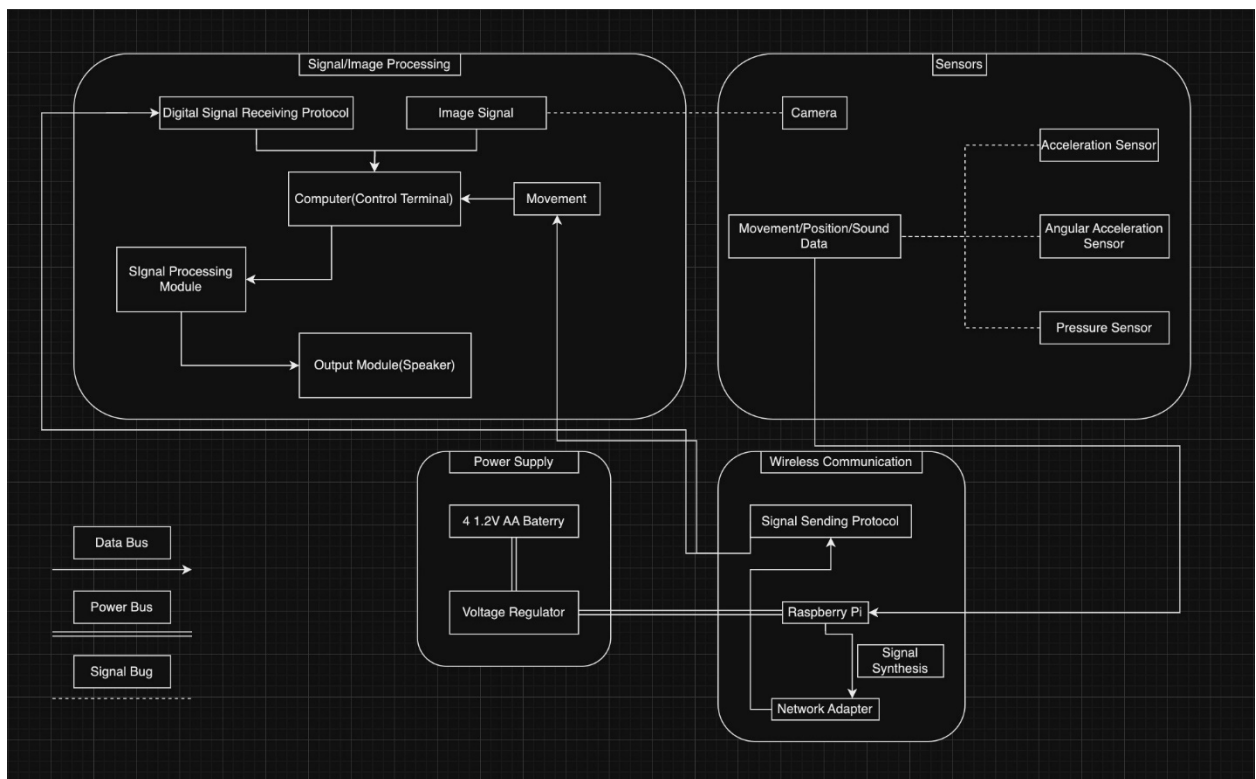 Signal/Image Processing
Digital Signal Receiving Protocol
Image Signal
Computer(Control Terminal)
Movement
SIgnal Processing
Module
Output Module(Speaker)
Sensors
Camera
Acceleration Sensor
Movement/Position/Sound
Data
Angular Acceleration
Sensor
Pressure Sensor
Power Supply
4 1.2V AA Baterry
Voltage Regulator
Wireless Communication
Signal Sending Protocol
Raspberry Pi
Signal
Synthesis
Network Adapter
Data Bus
Power Bus
Signal Bug